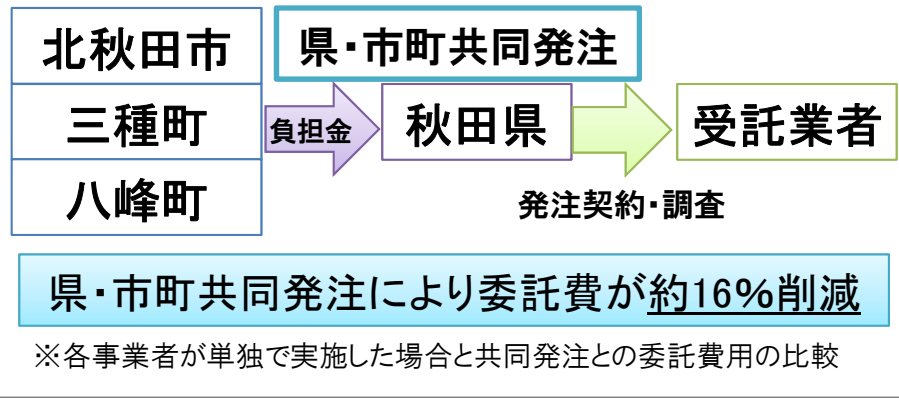 北秋田市
三種町
八峰町
県・市町共同発注
負担金
秋田県
受託業者
発注契約・調査
県・市町共同発注により委託費が約16%削減
※各事業者が単独で実施した場合と共同発注との委託費用の比較